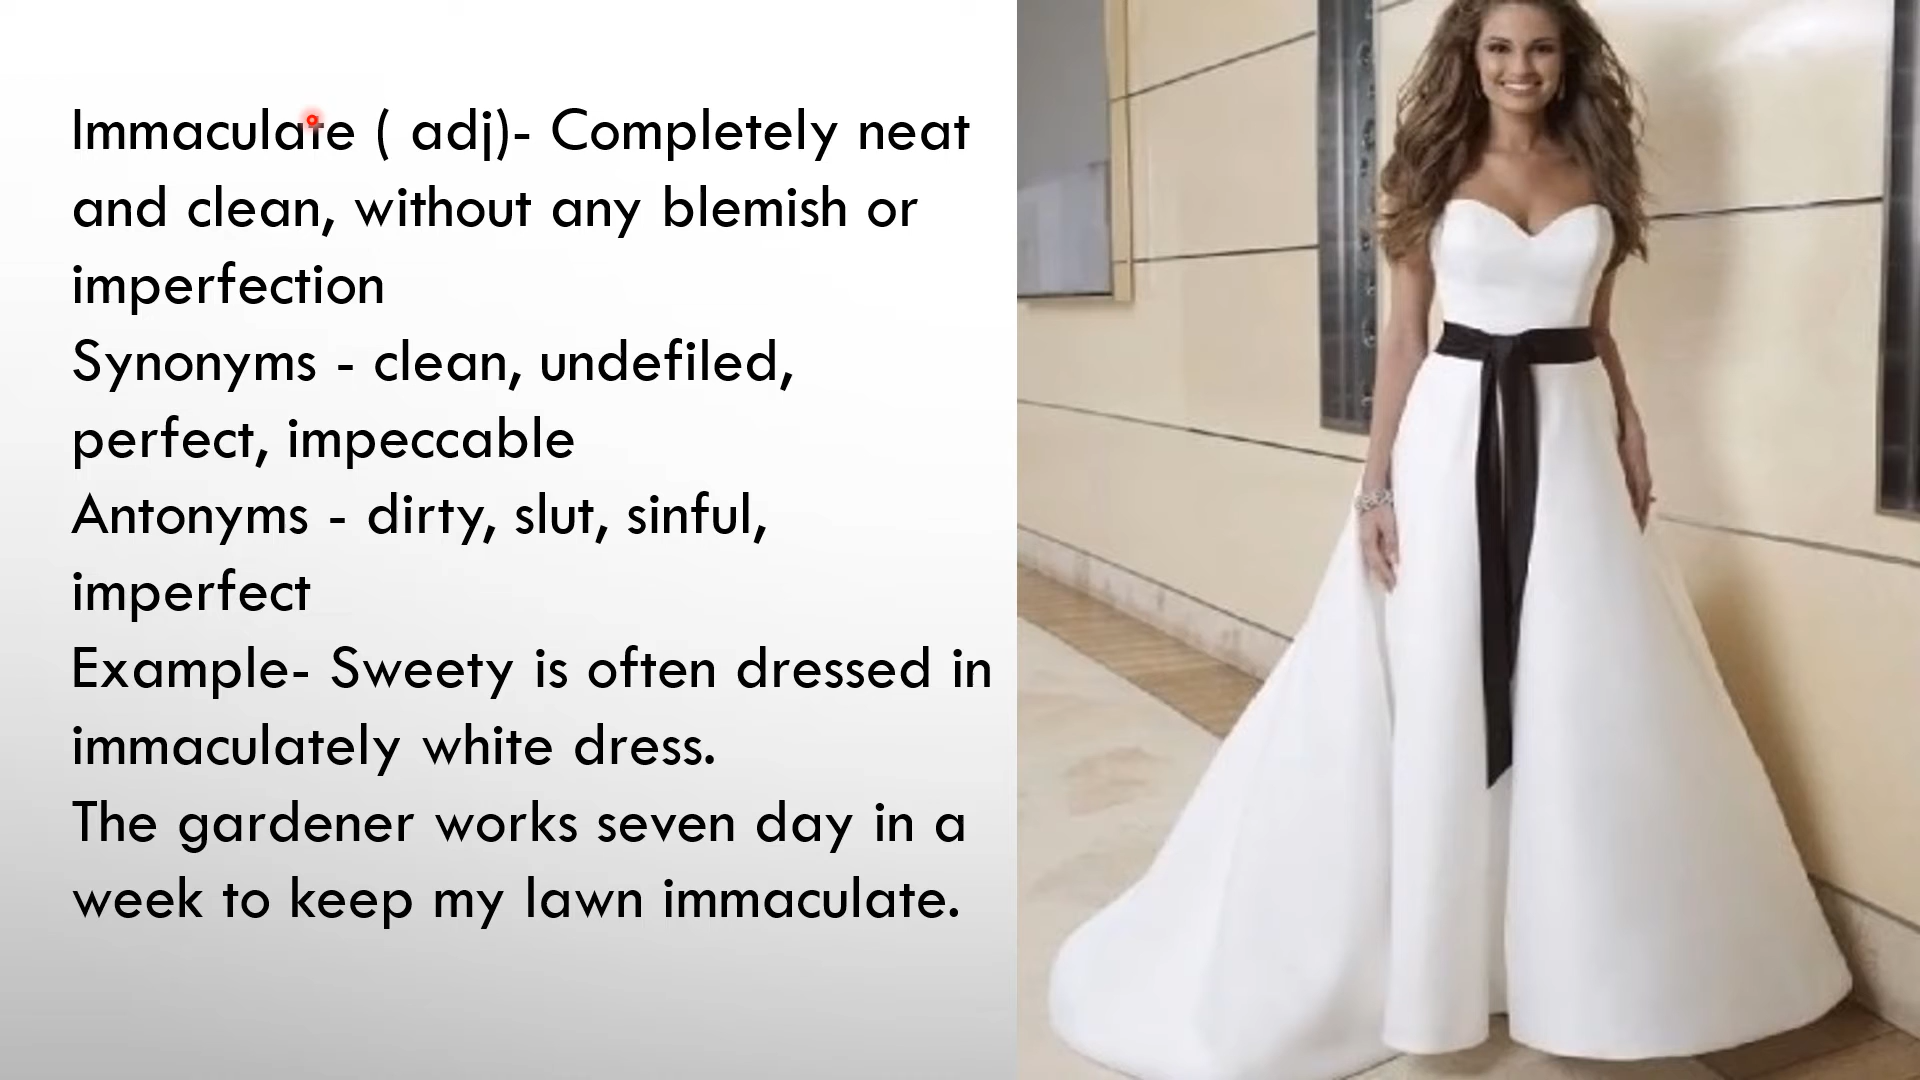 Immaculate ( adj)- Completely neat
and clean, without any blemish or
imperfection
Synonyms - clean, undefiled,
perfect, impeccable
Antonyms - dirty, slut, sinful,
imperfect
Example- Sweety is often dressed in
immaculately white dress.
The gardener works seven day in a
week to keep my lawn immaculate.